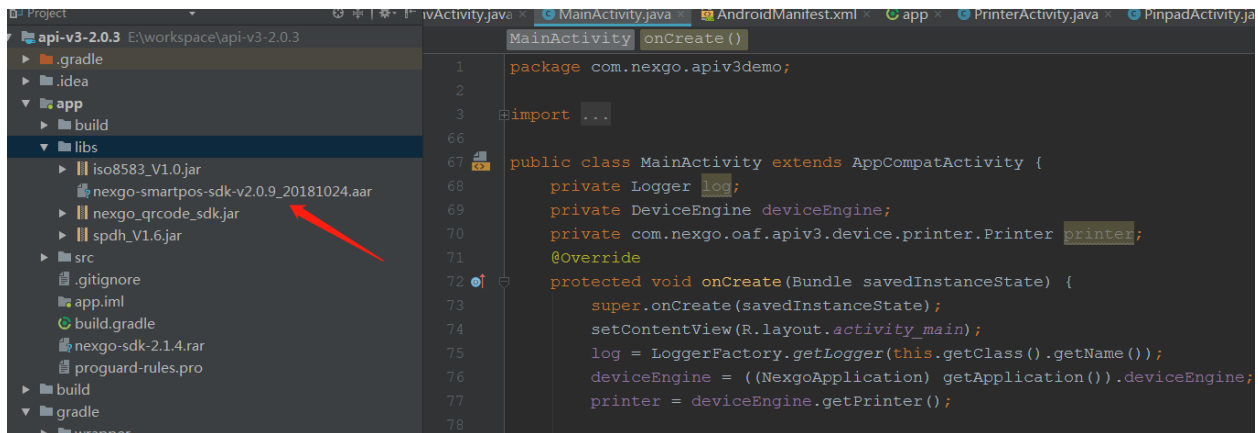 Project
api-v3-2.0.3 E:\workspace\api-v3-2.0.3
.gradle
.idea
app
build
libs
iso8583_V1.0.jar
nexgo-smartpos-sdk-v2.0.9_20181024.aar
nexgo_qrcode_sdk.jar
spdh_V1.6.jar
src
.gitignore
app.iml
build.gradle
nexgo-sdk-2.1.4.rar
proguard-rules.pro
build
gradle
MainActivity.java AndroidManifest.xml app PrinterActivity.java
MainActivity onCreate()
1 package com.nexgo.apiv3demo;
2
3 import ...
66
67 public class MainActivity extends AppCompatActivity {
68 private Logger log;
69 private DeviceEngine deviceEngine;
70 private com.nexgo.oaf.apiv3.device.printer.Printer printer;
71 @Override
72 protected void onCreate(Bundle savedInstanceState) {
73 super.onCreate(savedInstanceState);
74 setContentView(R.layout.activity_main);
75 log = LoggerFactory.getLogger(this.getClass().getName());
76 deviceEngine = ((NexgoApplication) getApplication()).deviceEngine;
77 printer = deviceEngine.getPrinter();
78